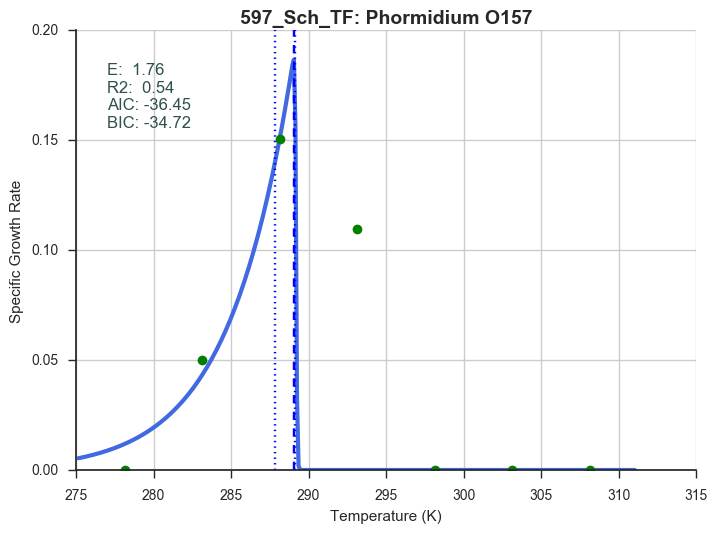 597_Sch_TF: Phormidium O157
E:  1.76
R2:  0.54
AIC: -36.45
BIC: -34.72
Specific Growth Rate
0.20
0.15
0.10
0.05
0.00
275 280 285 290 295 300 305 310 315
Temperature (K)